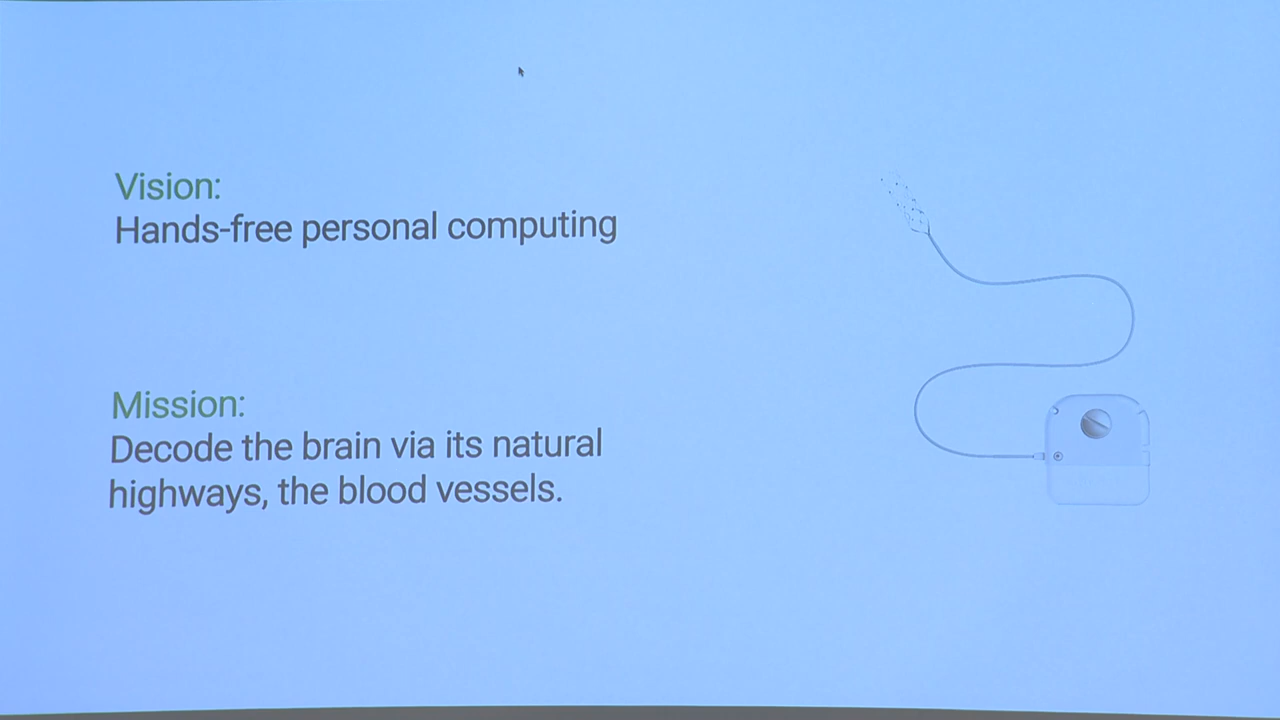 Vision:
Hands-free personal computing
Mission:
Decode the brain via its natural
highways, the blood vessels.